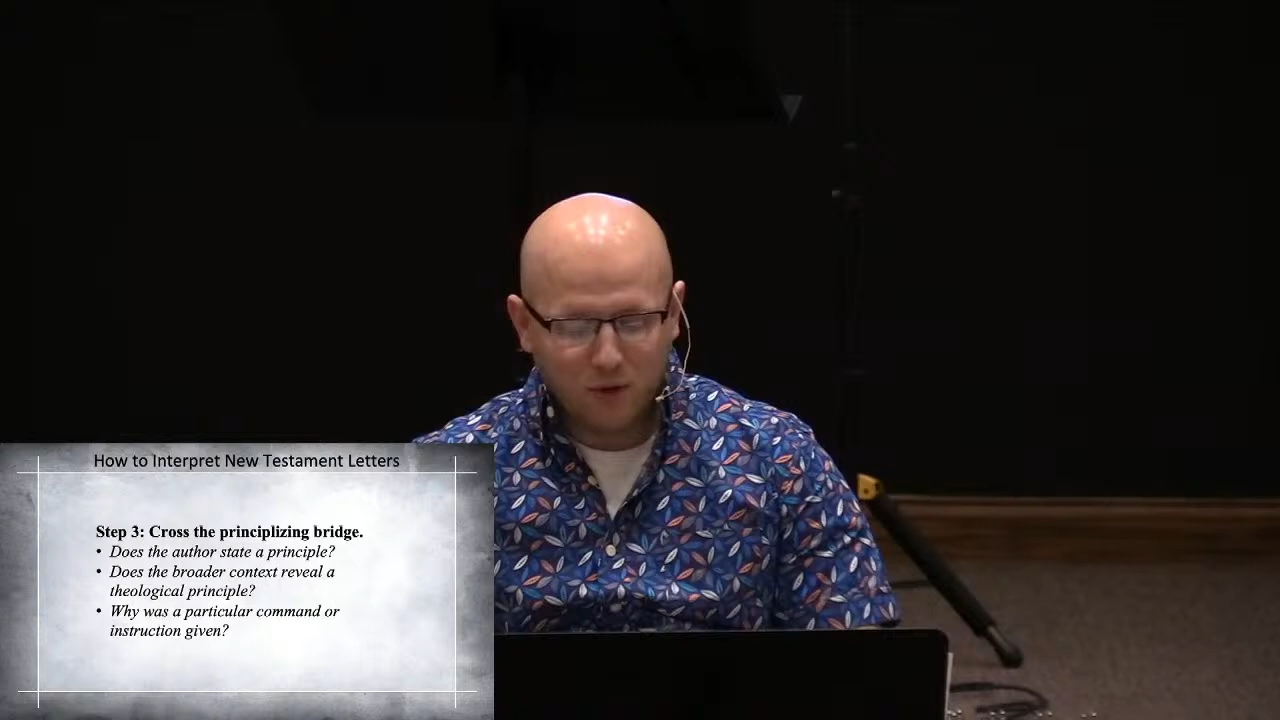 How to Interpret New Testament Letters
Step 3: Cross the principlizing bridge.
• Does the author state a principle?
• Does the broader context reveal a
theological principle?
• Why was a particular command or
instruction given?